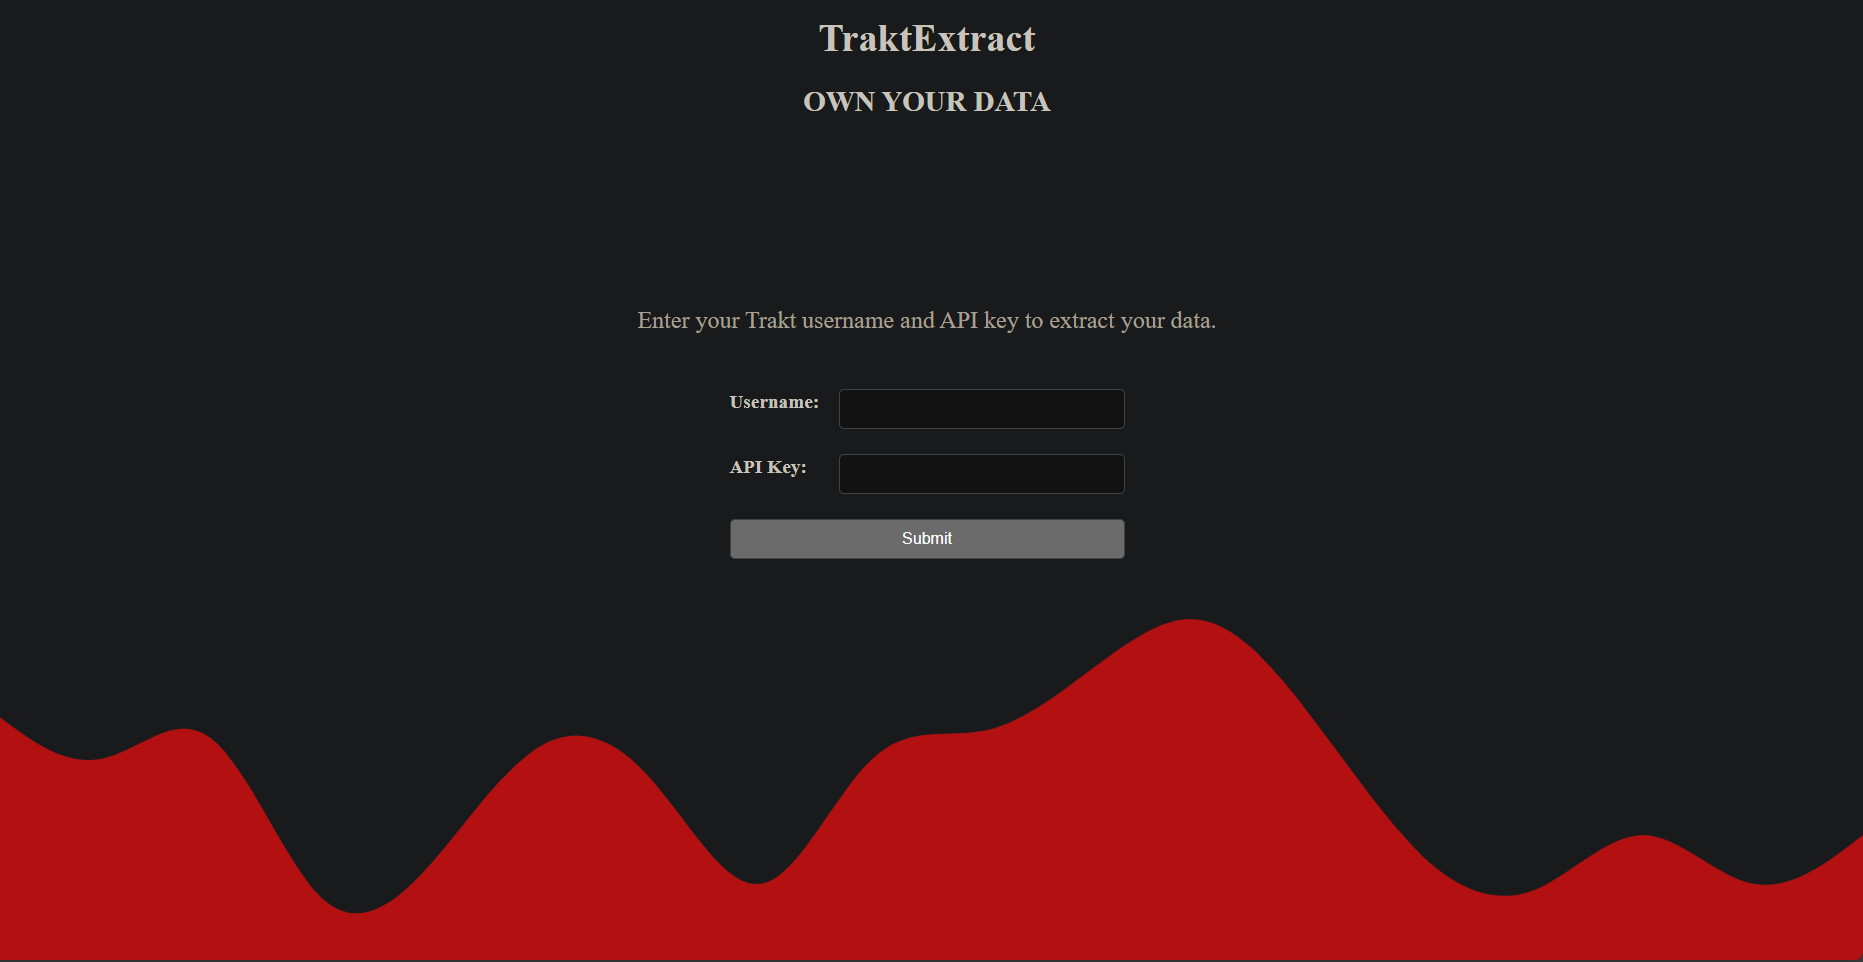 TraktExtract
OWN YOUR DATA
Enter your Trakt username and API key to extract your data.
Username:
API Key:
Submit